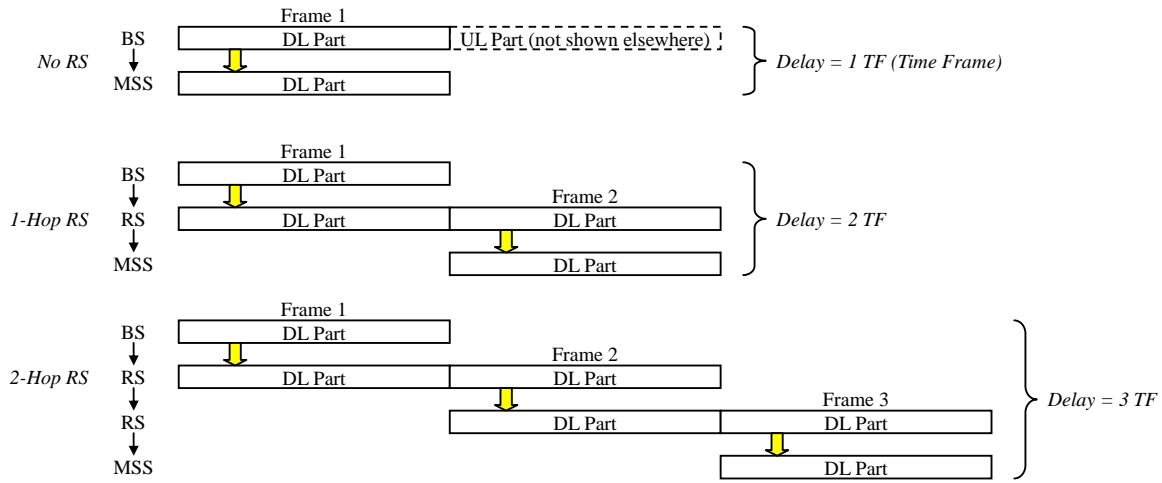 Frame 1
BS DL Part UL Part (not shown elsewhere)
No RS Delay = 1 TF (Time Frame)
MSS DL Part
Frame 1
BS DL Part
Frame 2
1-Hop RS RS DL Part DL Part Delay = 2 TF
MSS DL Part
Frame 1
BS DL Part
Frame 2
2-Hop RS RS DL Part DL Part
Frame 3 Delay = 3 TF
RS DL Part DL Part
MSS DL Part